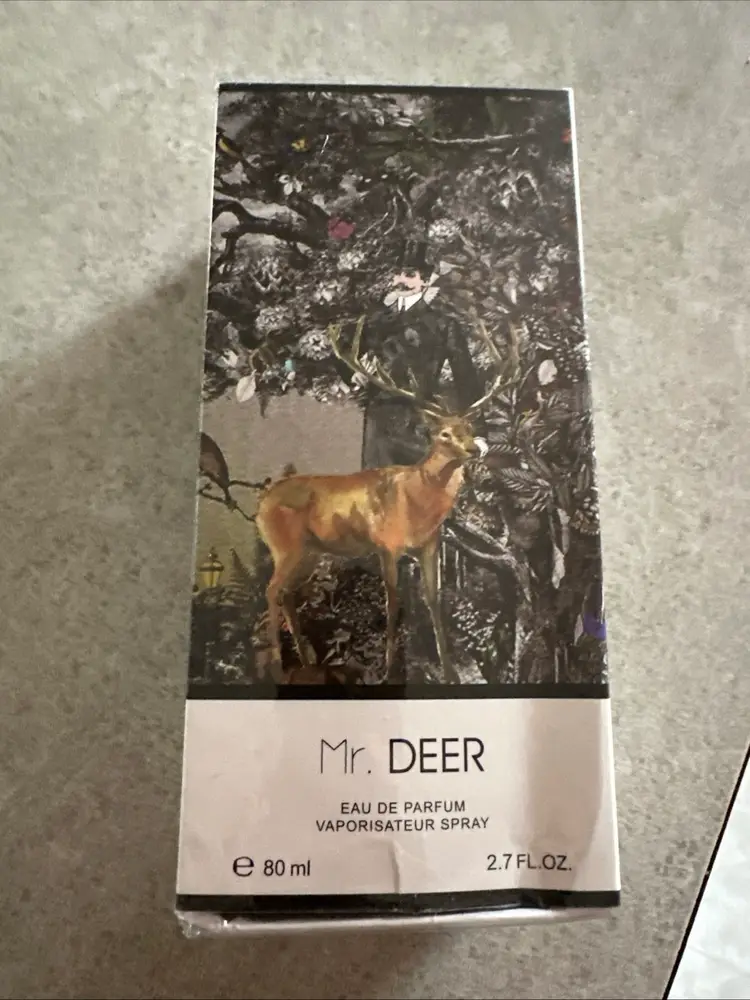 Mr. DEER
EAU DE PARFUM
VAPORISATEUR SPRAY
℮ 80 ml 2.7 FL.OZ.